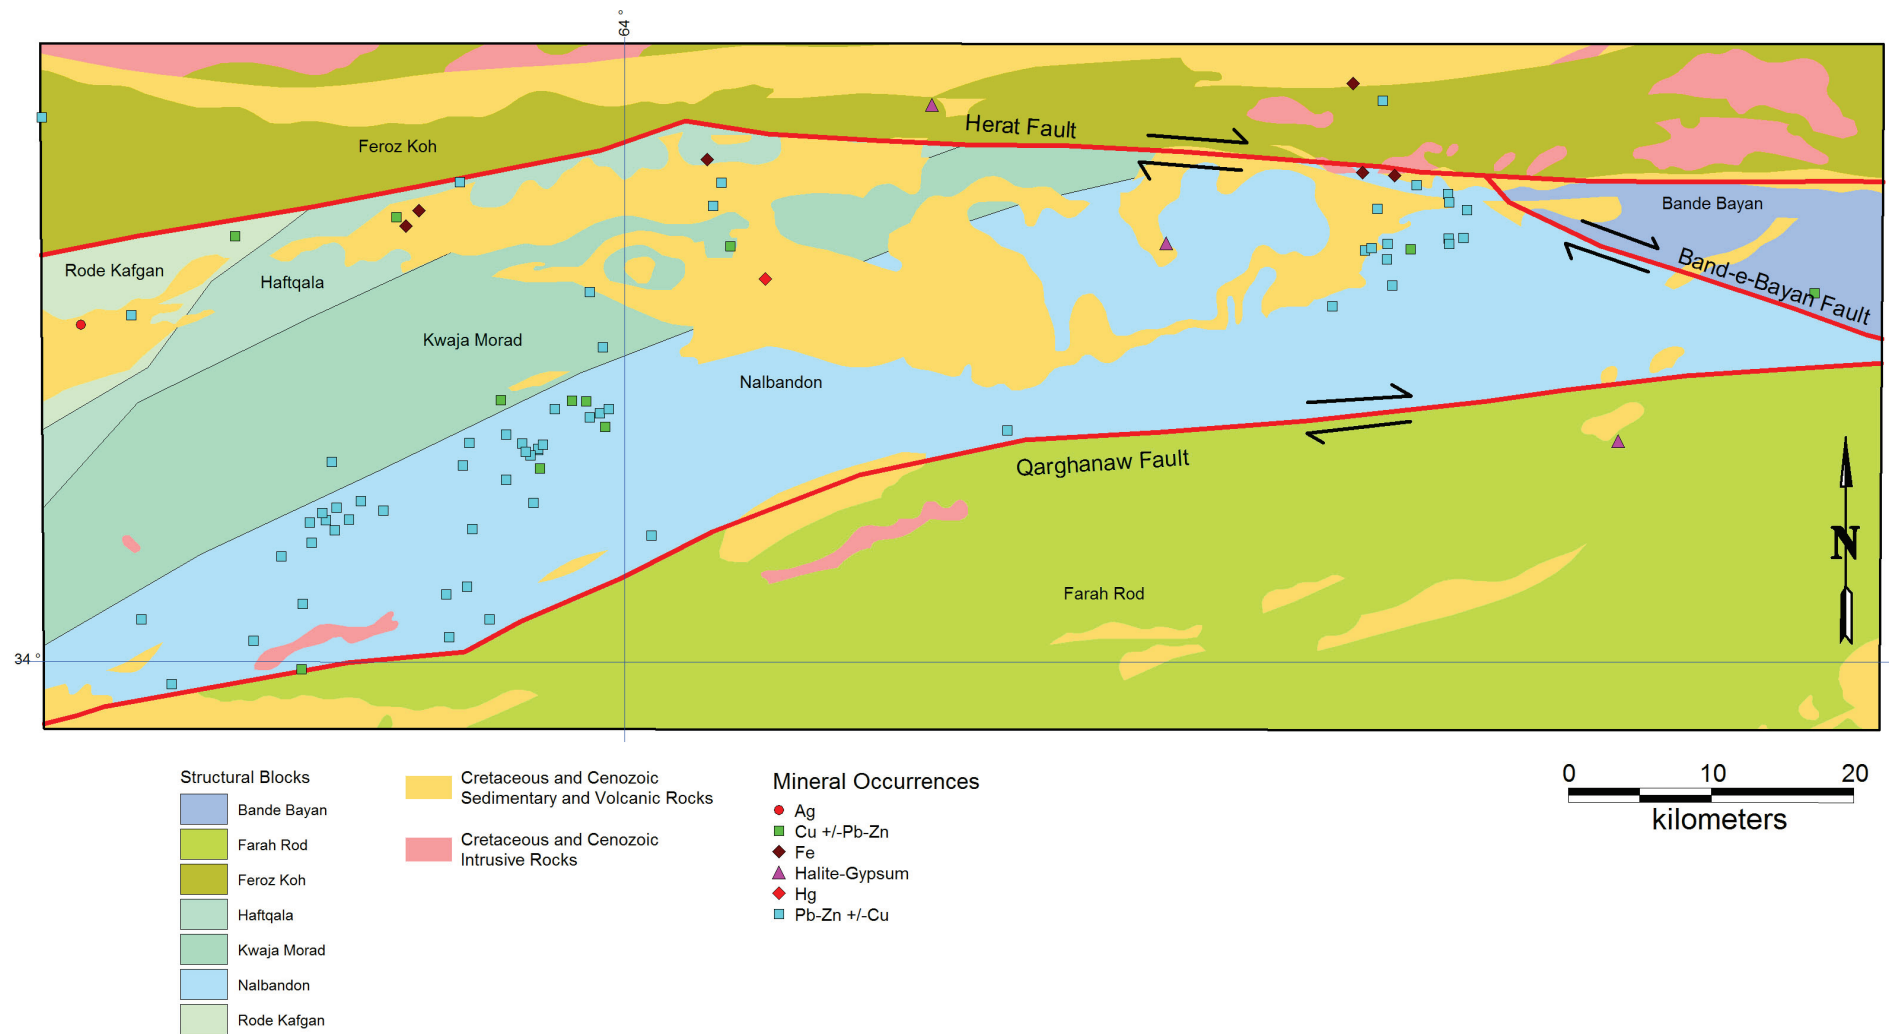 64 °
Feroz Koh
Herat Fault
Bande Bayan
Rode Kafgan
Haftqala
Band-e-Bayan Fault
Kwaja Morad
Nalbandon
Qarghanaw Fault
N
Farah Rod
34 °
Structural Blocks
Bande Bayan
Farah Rod
Feroz Koh
Haftqala
Kwaja Morad
Nalbandon
Rode Kafgan
Cretaceous and Cenozoic
Sedimentary and Volcanic Rocks
Cretaceous and Cenozoic
Intrusive Rocks
Mineral Occurrences
Ag
Cu +/-Pb-Zn
Fe
Halite-Gypsum
Hg
Pb-Zn +/-Cu
0 10 20
kilometers